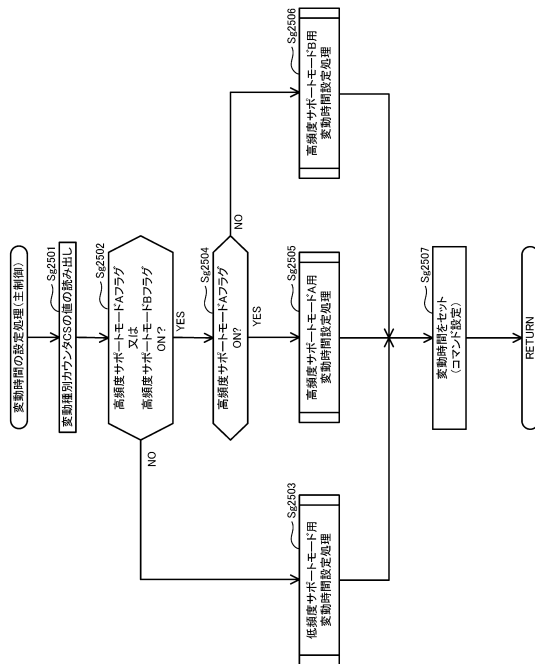 変動時間の設定処理(主制御)
Sg2501
変動種別カウンタCSの値の読み出し
Sg2502
高頻度サポートモードAフラグ
又は
高頻度サポートモードBフラグ
ON?
NO
YES
Sg2504
高頻度サポートモードAフラグ
ON?
NO
YES
Sg2503
低頻度サポートモード用
変動時間設定処理
Sg2505
高頻度サポートモードA用
変動時間設定処理
Sg2506
高頻度サポートモードB用
変動時間設定処理
Sg2507
変動時間をセット
(コマンド設定)
RETURN